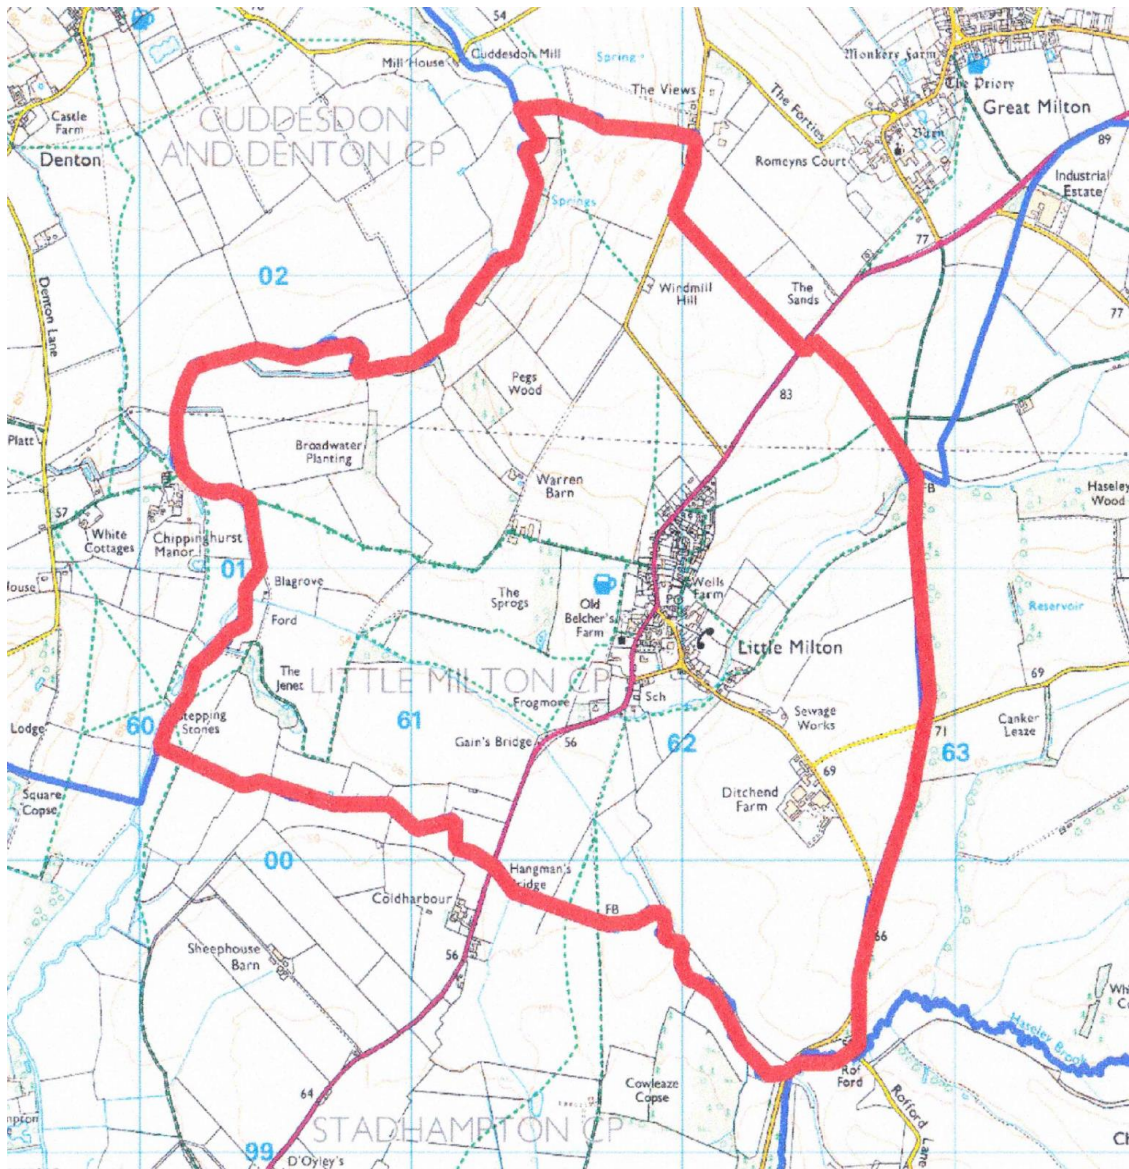 54
Cuddesdon Mill
Mill House
Springs
Monkery Farm
The Views
The Priory
Castle
Farm
CUDDESDON
AND DENTON CP
The Forties
Great Milton
Barn
Denton
89
Romeyns Court
Industrial
Estate
Springs
77
02
Denton Lane
Windmill
Hill
The
Sands
77
Pegs
Wood
83
Platt
Broadwater
Planting
Warren
Barn
FB
Haseley
Wood
57
White
Cottages
Chippinghurst
Manor
01
Blagrove
Ford
The
Sprogs
Old
Belcher's
Farm
PO
Wells
Farm
Reservoir
Little Milton
The
Jenet
LITTLE MILTON CP
69
Frogmore
Sch
Lodge
60
Stepping
Stones
61
Gain's Bridge
56
62
Sewage
Works
71
63
Canker
Leaze
69
Square
Copse
Ditchend
Farm
00
Hangman's
Coldharbour
FB
66
Sheephouse
Barn
56
Haseley Brook
Ford
Cowleaze
Copse
Rofford Lane
64
STADHAMPTON CP
99
D'Oyley's